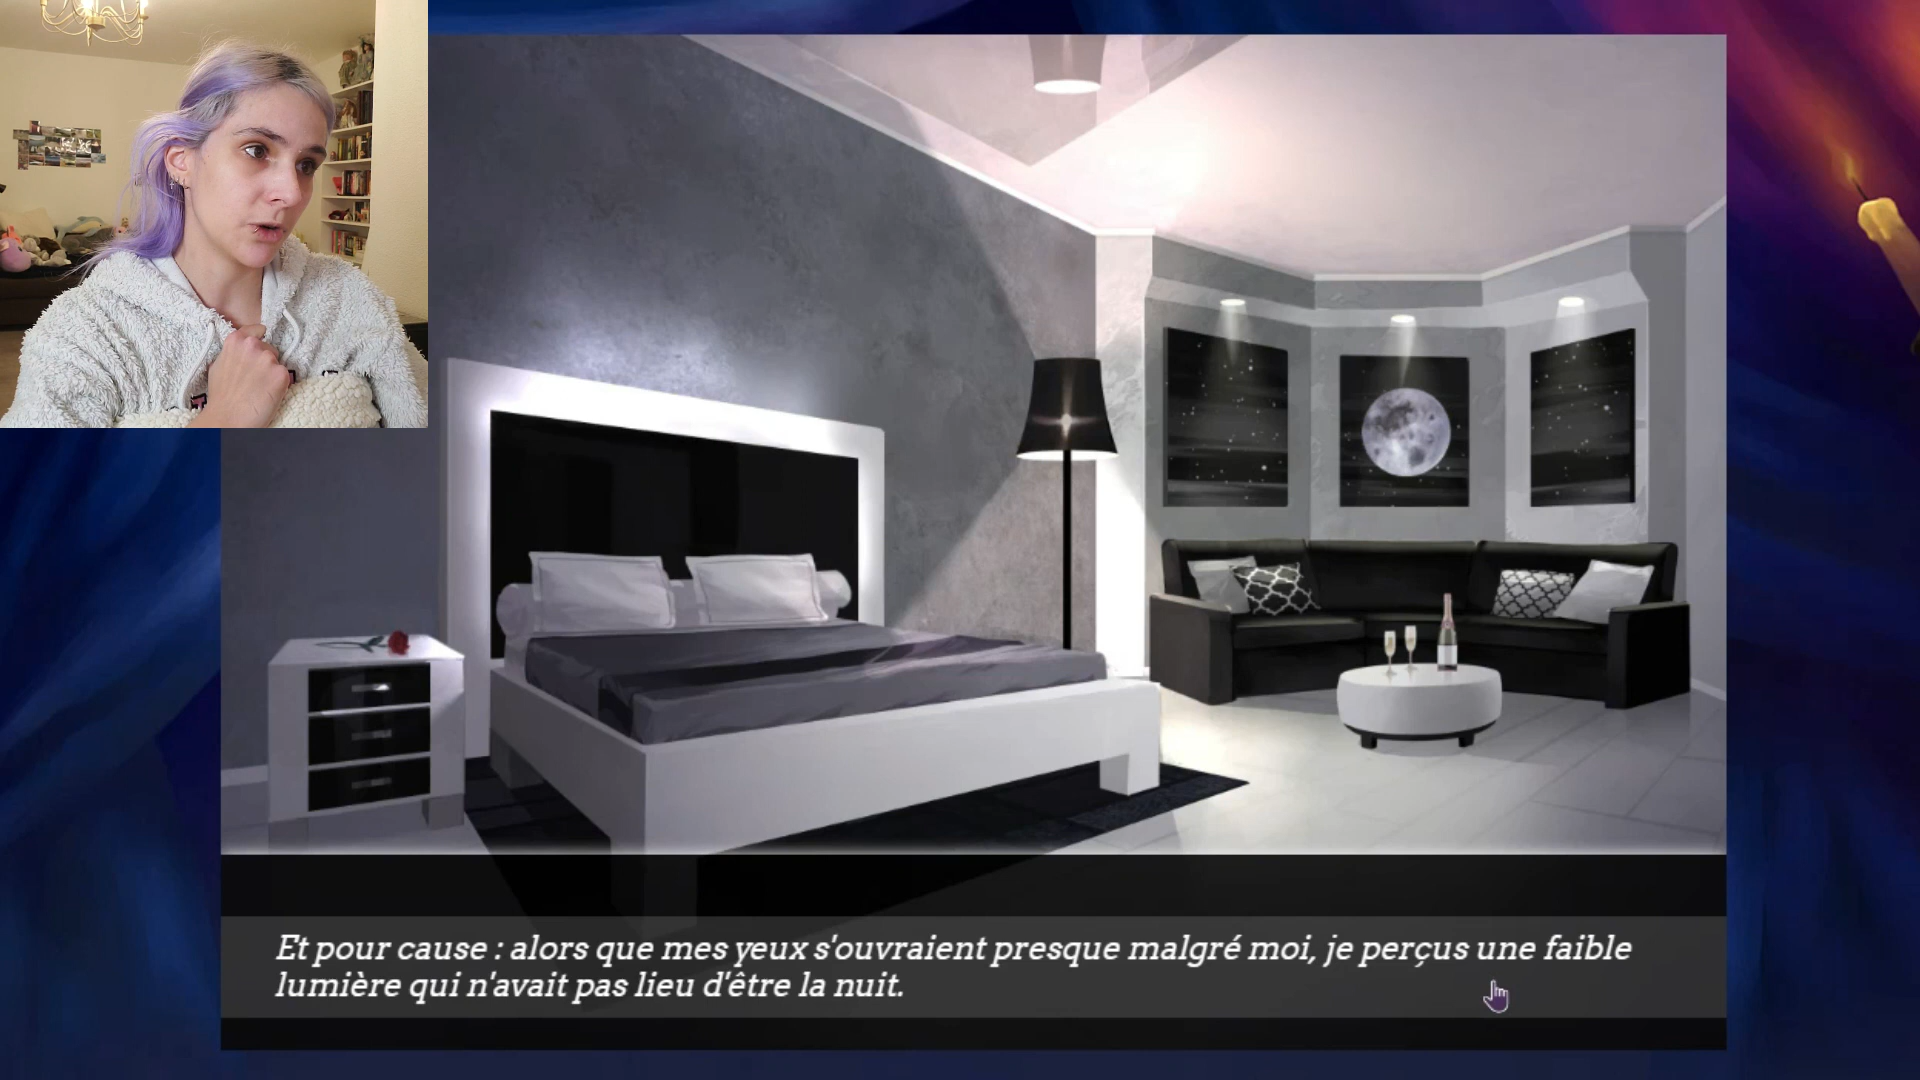 Et pour cause : alors que mes yeux s'ouvraient presque malgré moi, je perçus une faible
lumière qui n'avait pas lieu d'être la nuit.